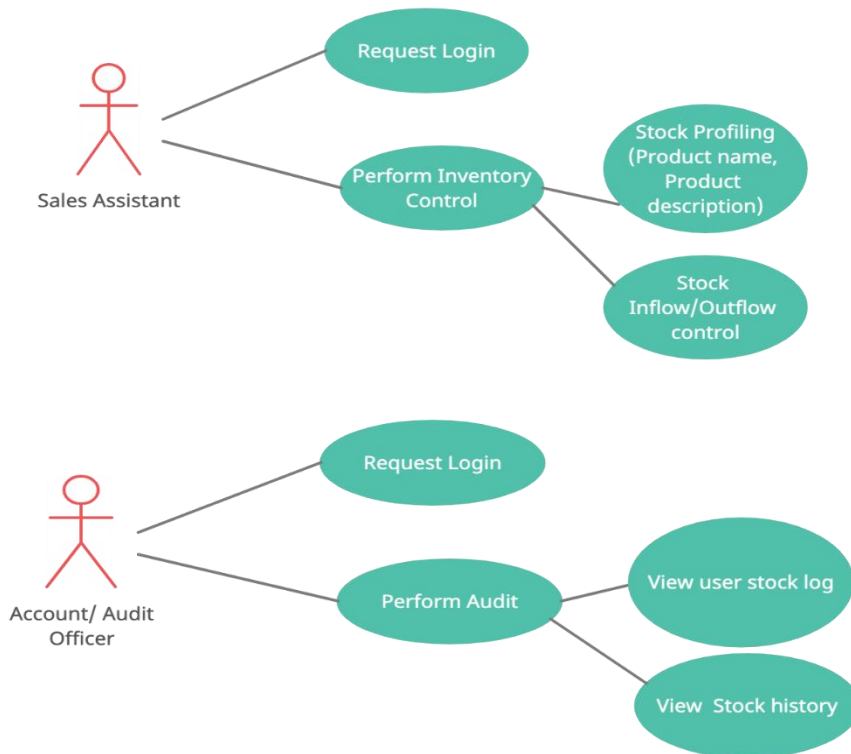 Request Login
Sales Assistant
Perform Inventory
Control
Stock Profiling
(Product name,
Product
description)
Stock
Inflow/Outflow
control
Request Login
Account/ Audit
Officer
Perform Audit
View user stock log
View  Stock history